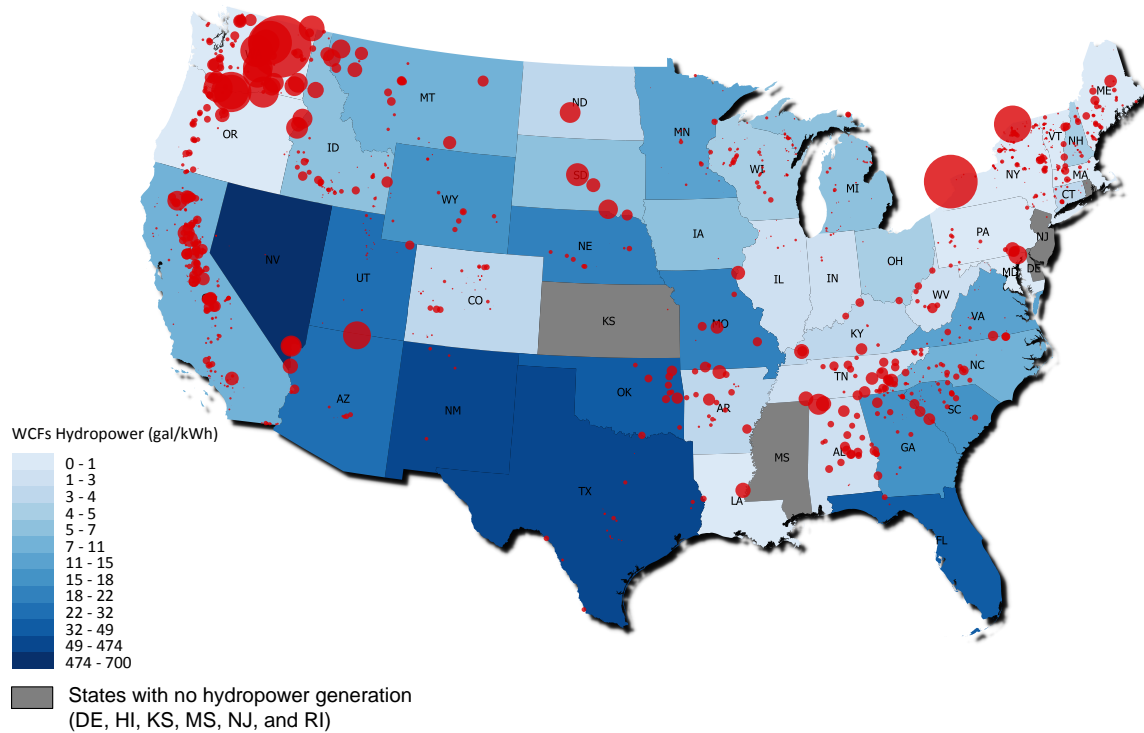 ME
ND
MT
MN
VT
NH
OR
ID
WI
NY
MA
SD
MI
CT
WY
IA
PA
NJ
NE
OH
NV
UT
IL
IN
MD
DE
CO
WV
VA
KS
MO
KY
NC
TN
AZ
OK
NM
AR
SC
AL
GA
MS
TX
LA
FL
WCFs Hydropower (gal/kWh)
0 - 1
1 - 3
3 - 4
4 - 5
5 - 7
7 - 11
11 - 15
15 - 18
18 - 22
22 - 32
32 - 49
49 - 474
474 - 700
States with no hydropower generation
(DE, HI, KS, MS, NJ, and RI)